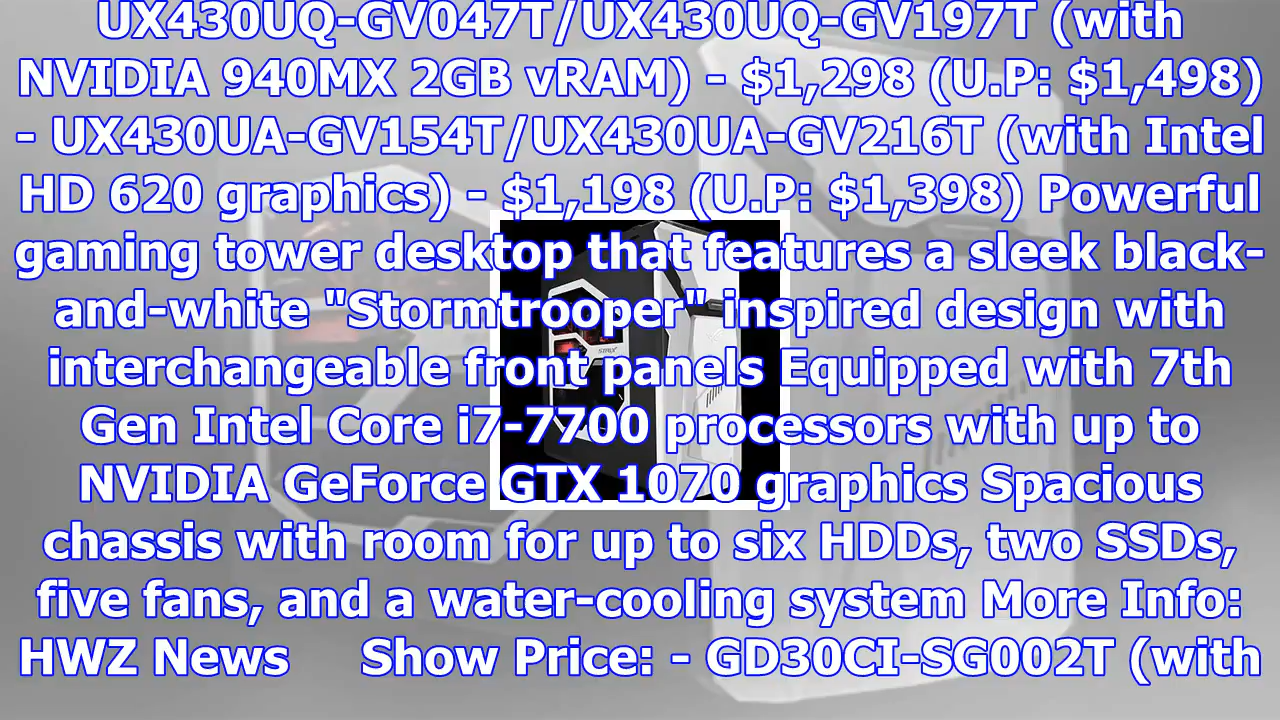 UX430UQ-GV047T/UX430UQ-GV197T (with
NVIDIA 940MX 2GB vRAM) - $1,298 (U.P: $1,498)
- UX430UA-GV154T/UX430UA-GV216T (with Intel
HD 620 graphics) - $1,198 (U.P: $1,398) Powerful
gaming tower desktop that features a sleek black-
and-white "Stormtrooper" inspired design with
interchangeable front panels Equipped with 7th
Gen Intel Core i7-7700 processors with up to
NVIDIA GeForce GTX 1070 graphics Spacious
chassis with room for up to six HDDs, two SSDs,
five fans, and a water-cooling system More Info:
HWZ News Show Price: - GD30CI-SG002T (with